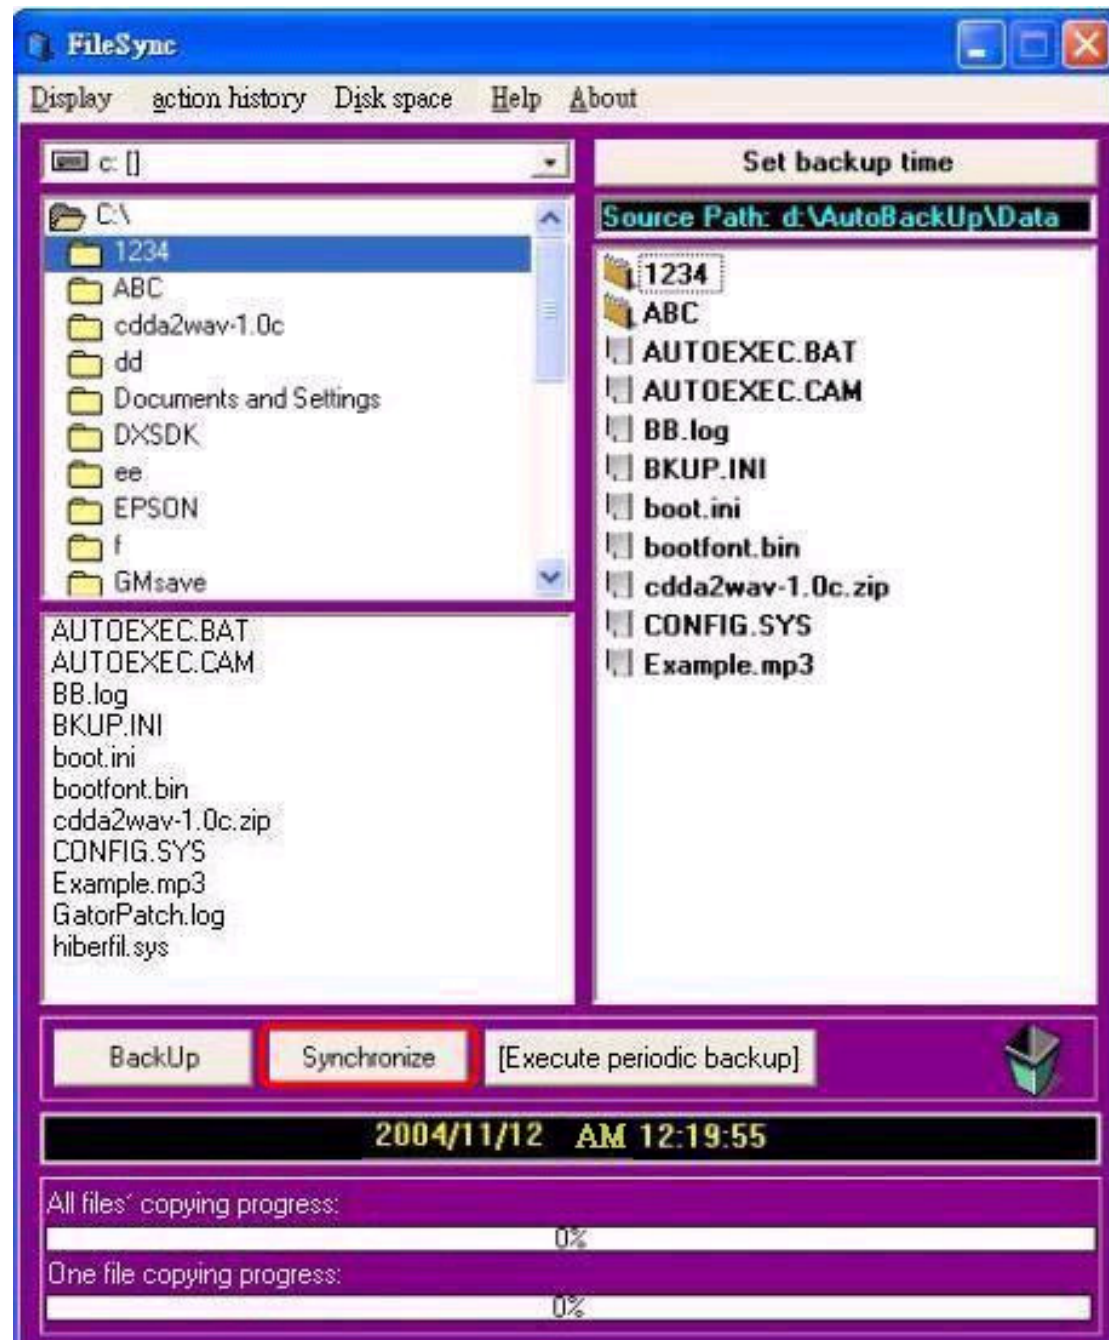 FileSync
Display action history Disk space Help About
c: []
C:\
1234
ABC
cdda2wav-1.0c
dd
Documents and Settings
DXSDK
ee
EPSON
f
GMsave
AUTOEXEC.BAT
AUTOEXEC.CAM
BB.log
BKUP.INI
boot.ini
bootfont.bin
cdda2wav-1.0c.zip
CONFIG.SYS
Example.mp3
GatorPatch.log
hiberfil.sys
Set backup time
Source Path: d:\AutoBackUp\Data
1234
ABC
AUTOEXEC.BAT
AUTOEXEC.CAM
BB.log
BKUP.INI
boot.ini
bootfont.bin
cdda2wav-1.0c.zip
CONFIG.SYS
Example.mp3
BackUp Synchronize [Execute periodic backup]
2004/11/12 AM 12:19:55
All files' copying progress:
0%
One file copying progress:
0%